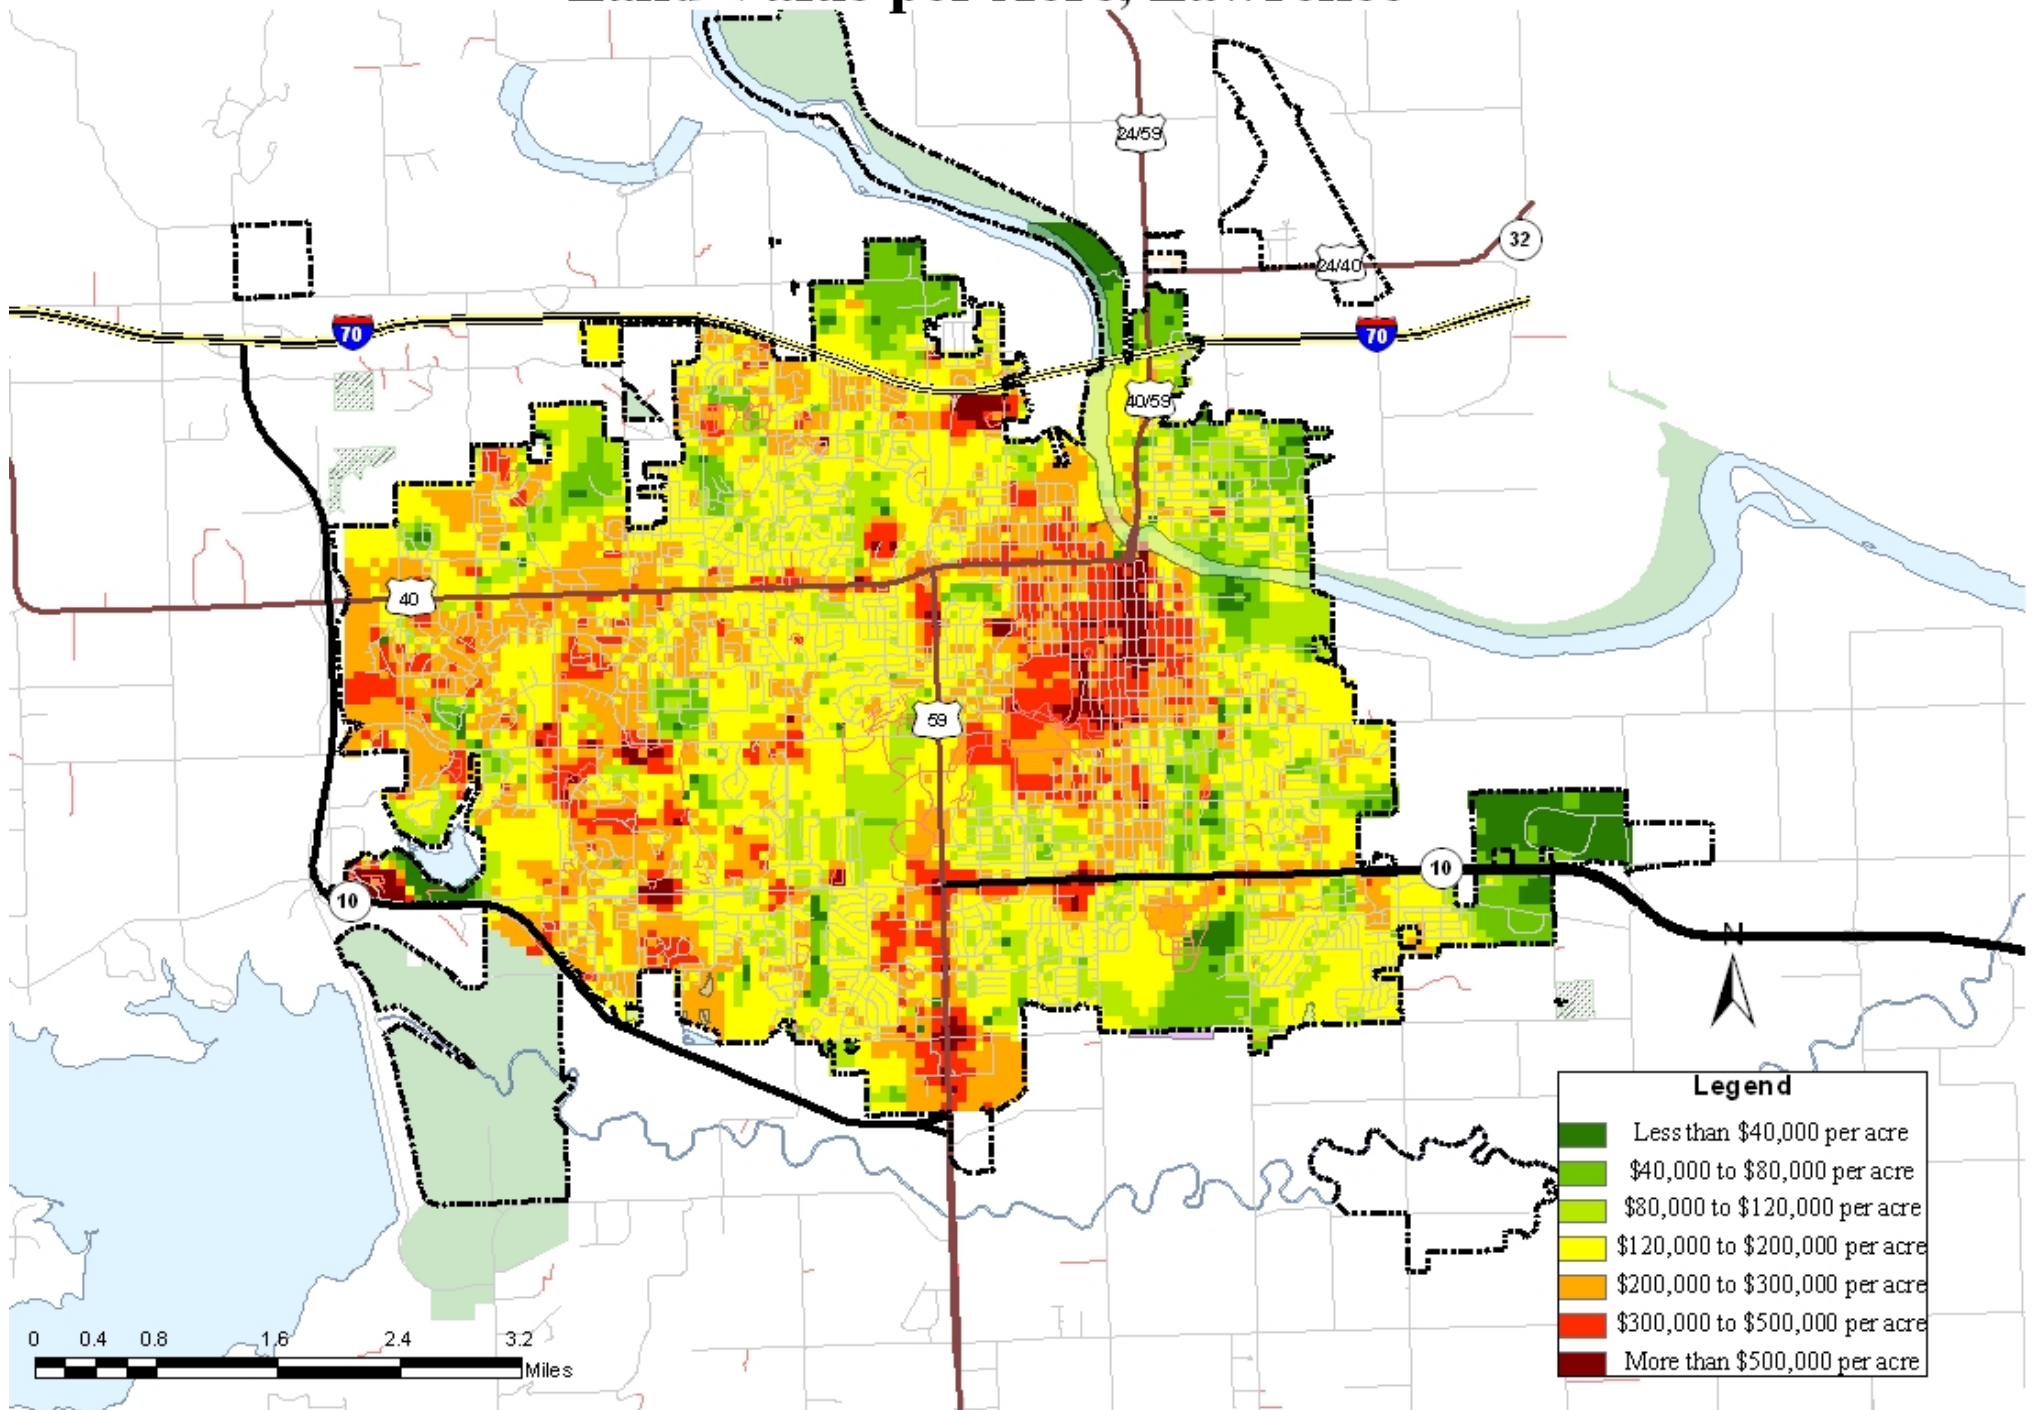 24/59
32
24/40
70
70
40/59
40
59
10
10
N
Legend
Less than $40,000 per acre
$40,000 to $80,000 per acre
$80,000 to $120,000 per acre
$120,000 to $200,000 per acre
$200,000 to $300,000 per acre
$300,000 to $500,000 per acre
More than $500,000 per acre
0 0.4 0.8 1.6 2.4 3.2
Miles